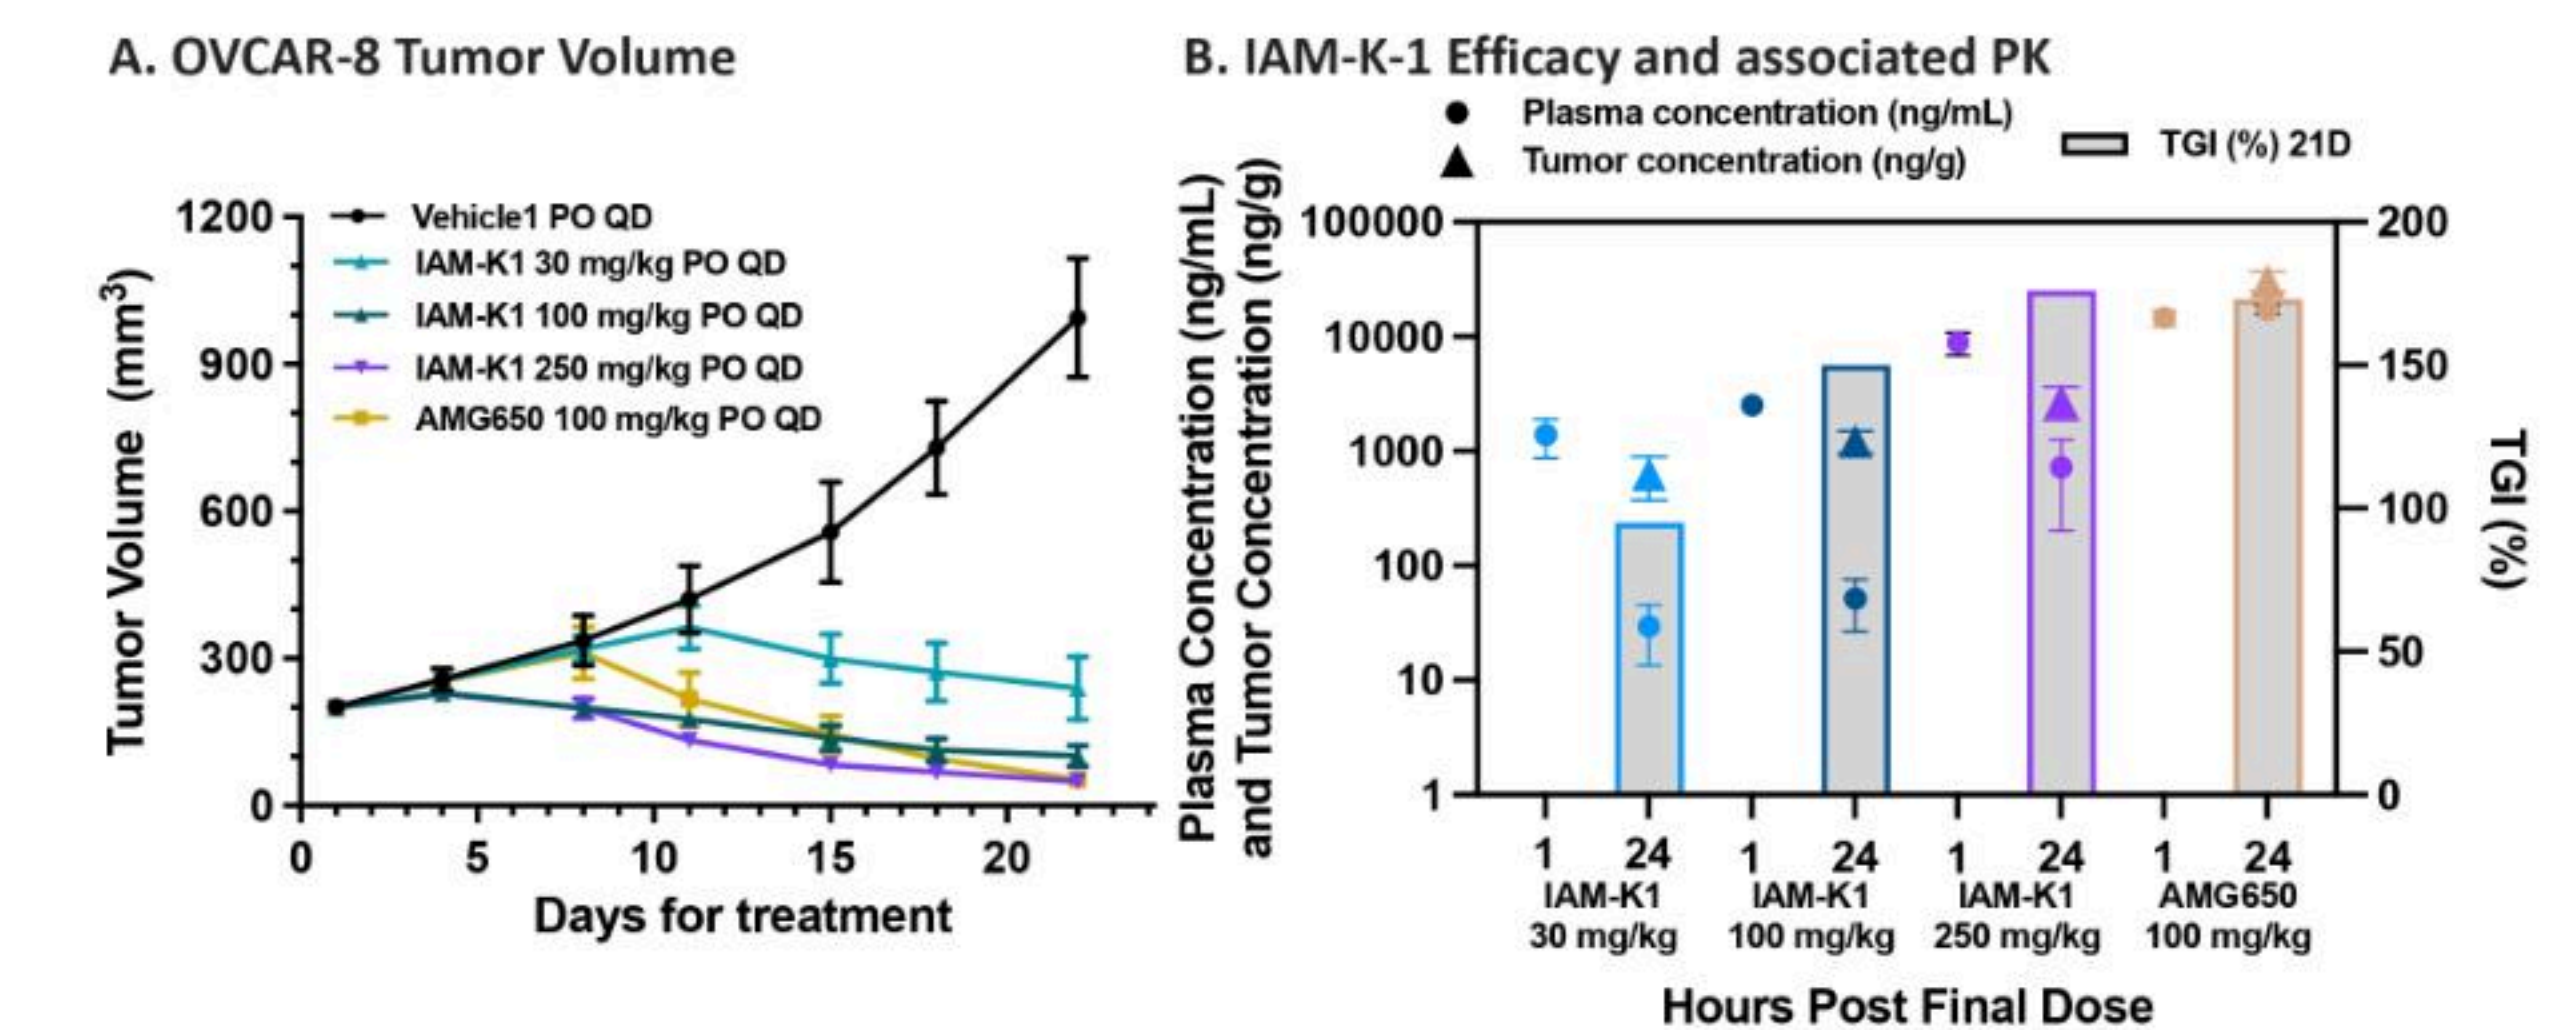 A. OVCAR-8 Tumor Volume
Tumor Volume (mm³)
1200
900
600
300
0
Vehicle1 PO QD
IAM-K1 30 mg/kg PO QD
IAM-K1 100 mg/kg PO QD
IAM-K1 250 mg/kg PO QD
AMG650 100 mg/kg PO QD
0 5 10 15 20
Days for treatment
B. IAM-K-1 Efficacy and associated PK
Plasma concentration (ng/mL)
Tumor concentration (ng/g)
TGI (%) 21D
Plasma Concentration (ng/mL)
and Tumor Concentration (ng/g)
100000
10000
1000
100
10
1
200
150
100
50
0
TGI (%)
1 24 1 24 1 24 1 24
IAM-K1 IAM-K1 IAM-K1 AMG650
30 mg/kg 100 mg/kg 250 mg/kg 100 mg/kg
Hours Post Final Dose